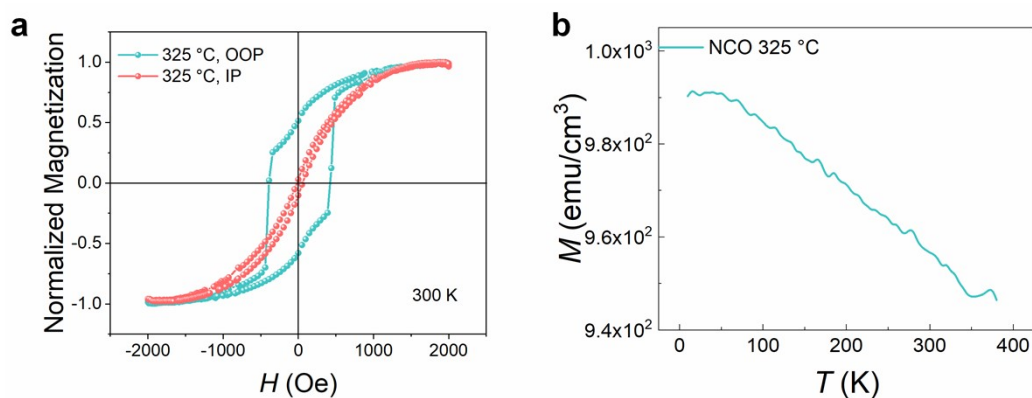 a
325 °C, OOP
325 °C, IP
1.0
0.5
0.0
-0.5
-1.0
Normalized Magnetization
300 K
-2000 -1000 0 1000 2000
H (Oe)
b
NCO 325 °C
1.0x10³
9.8x10²
9.6x10²
9.4x10²
M (emu/cm³)
0 100 200 300 400
T (K)